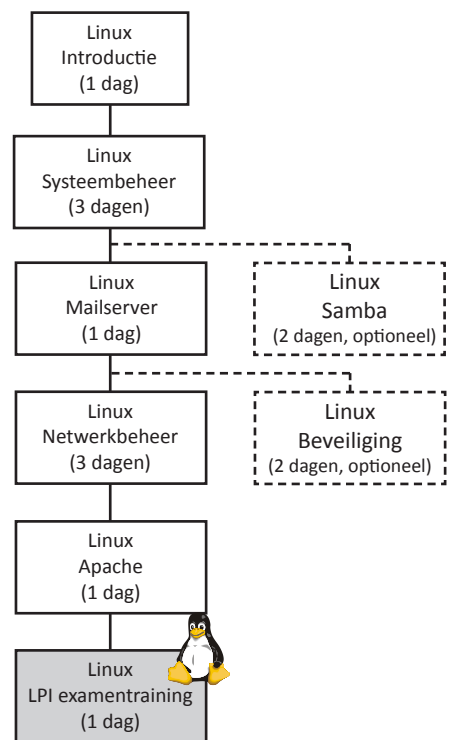 Linux
Introductie
(1 dag)
Linux
Systeembeheer
(3 dagen)
Linux
Mailserver
(1 dag)
Linux
Samba
(2 dagen, optioneel)
Linux
Netwerkbeheer
(3 dagen)
Linux
Beveiliging
(2 dagen, optioneel)
Linux
Apache
(1 dag)
Linux
LPI examentraining
(1 dag)